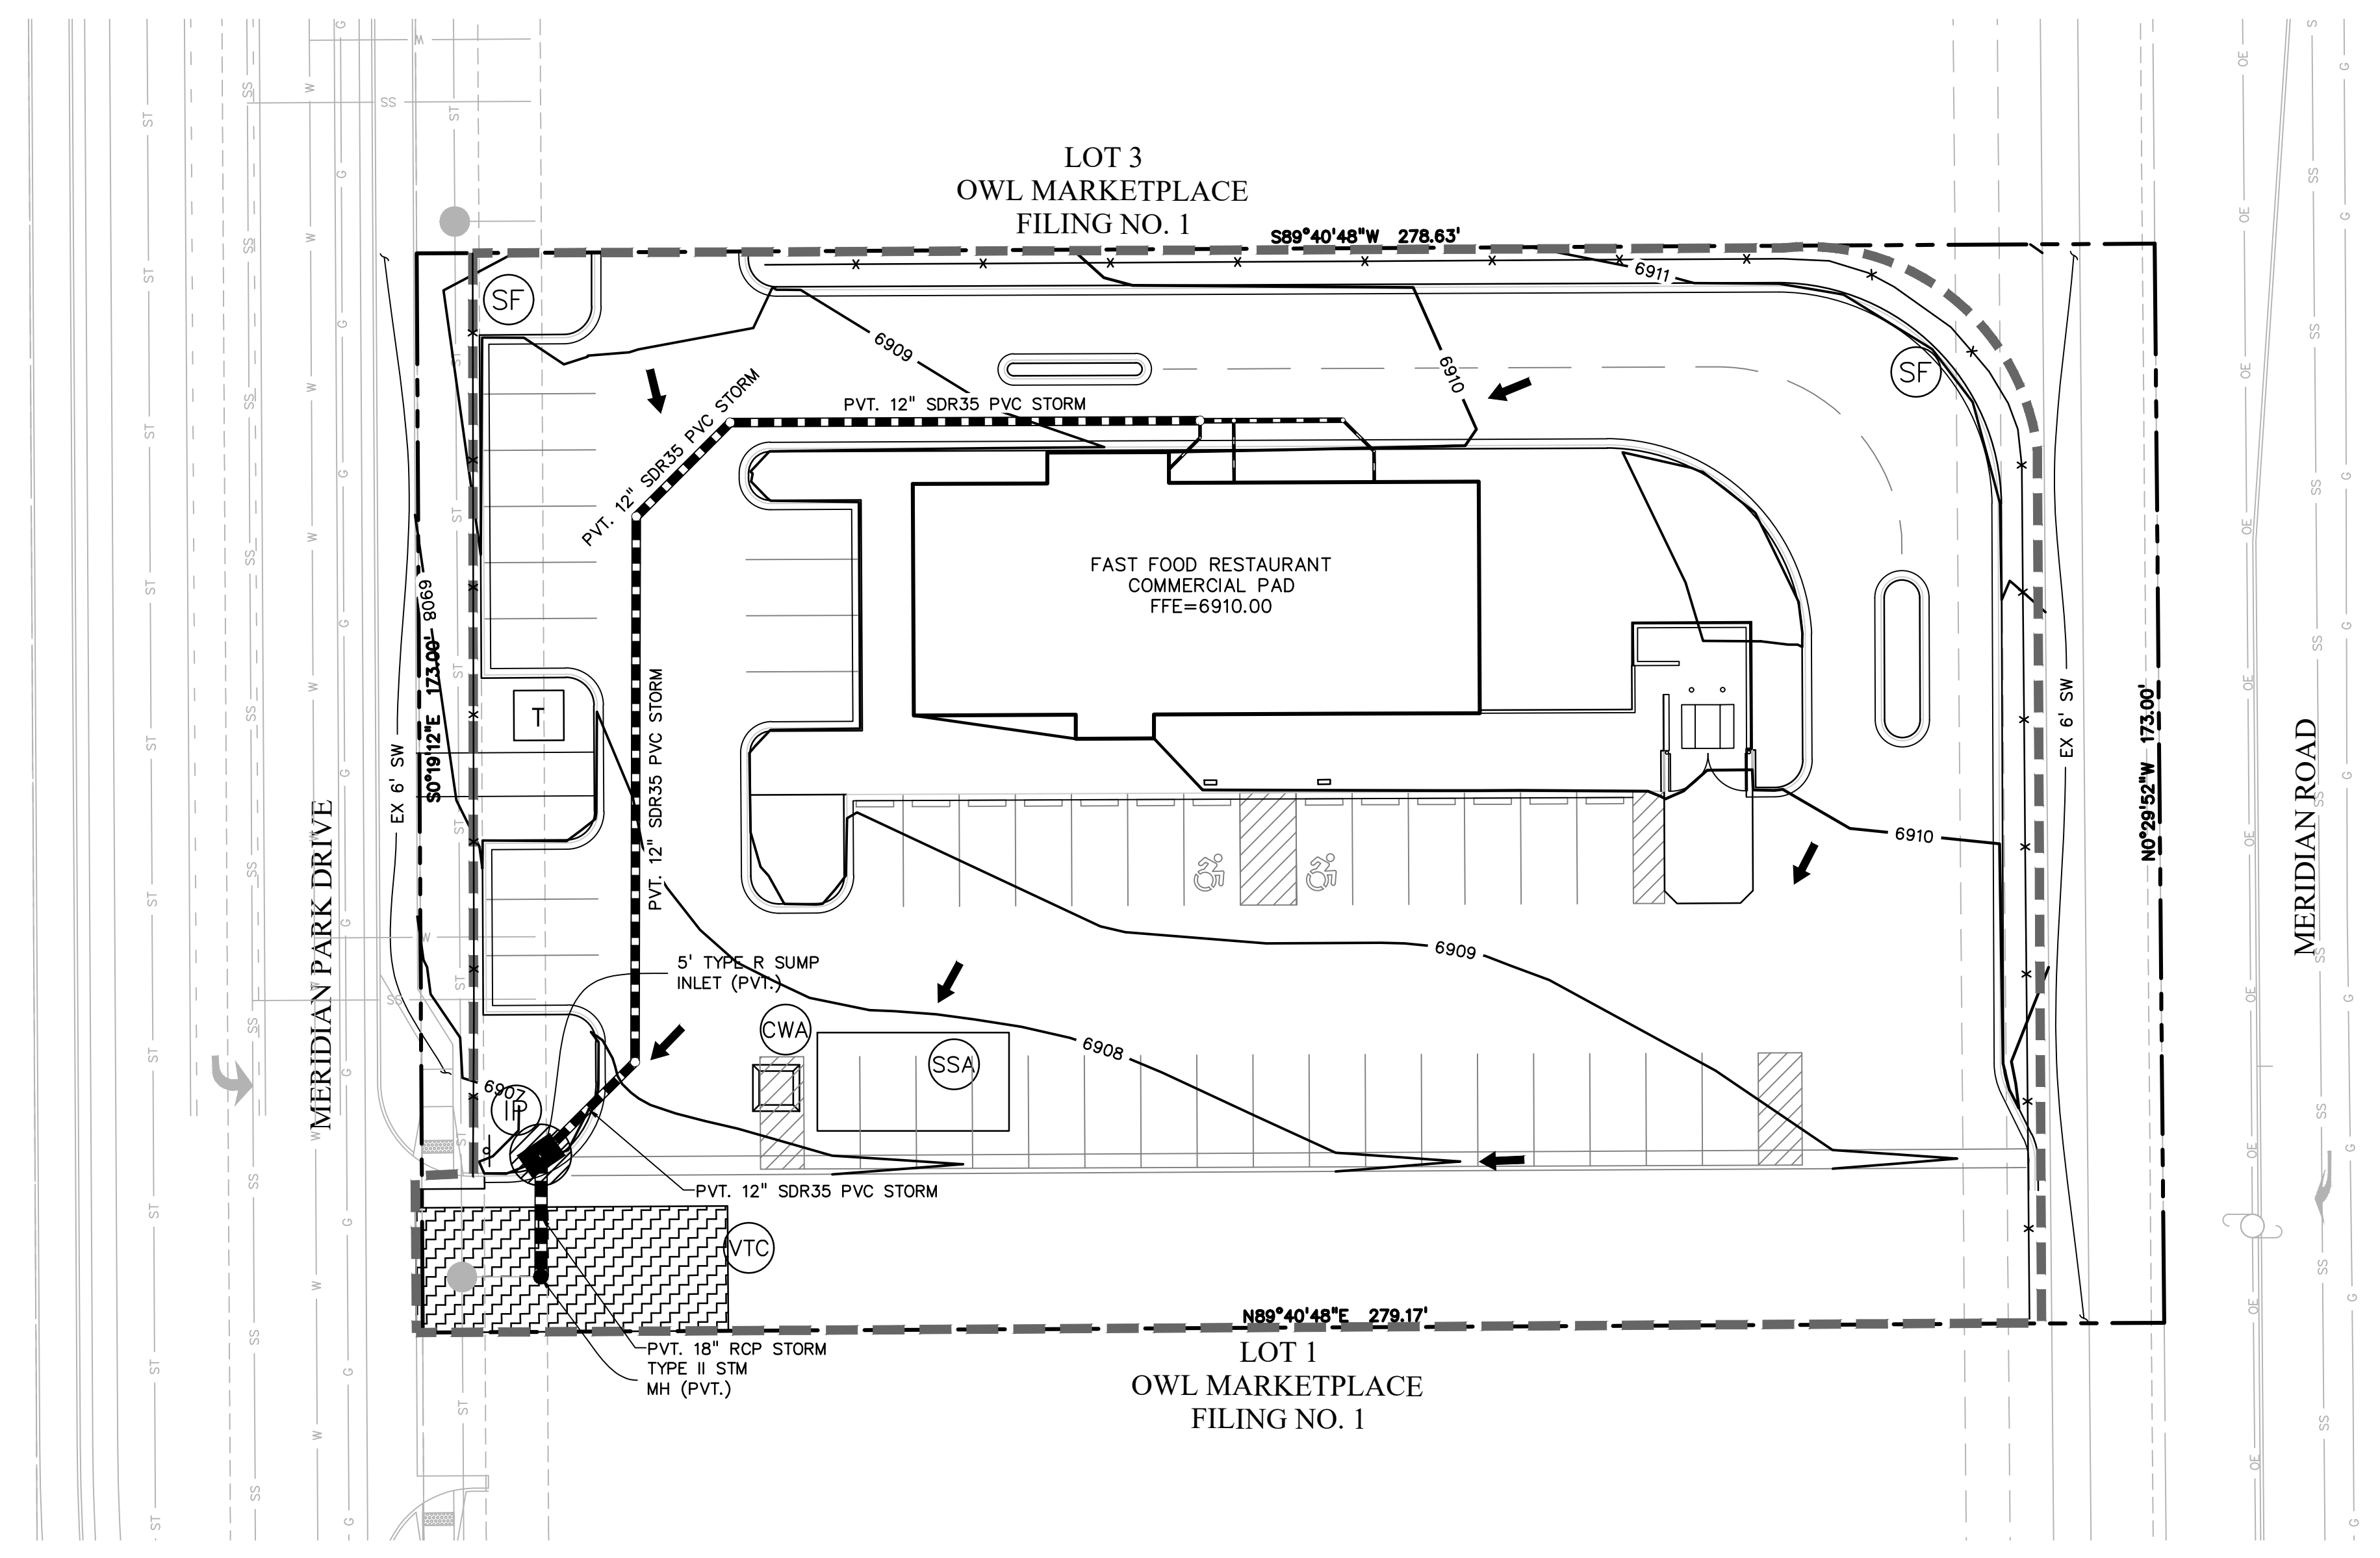 LOT 3
OWL MARKETPLACE
FILING NO. 1
S89°40'48"W 278.63'
6911
SF
SF
6909
6910
PVT. 12" SDR35 PVC STORM
PVT. 12" SDR35 PVC STORM
FAST FOOD RESTAURANT
COMMERCIAL PAD
FFE=6910.00
6908
S0°19'12"E 173.00'
EX 6' SW
MERIDIAN PARK DRIVE
T
PVT. 12" SDR35 PVC STORM
EX 6' SW
N0°29'52"W 173.00'
MERIDIAN ROAD
6910
6909
5' TYPE R SUMP
INLET (PVT.)
CWA
SSA
6908
6907
IP
PVT. 12" SDR35 PVC STORM
VTC
N89°40'48"E 279.17'
PVT. 18" RCP STORM
TYPE II STM
MH (PVT.)
LOT 1
OWL MARKETPLACE
FILING NO. 1
W
SS
ST
G
OE